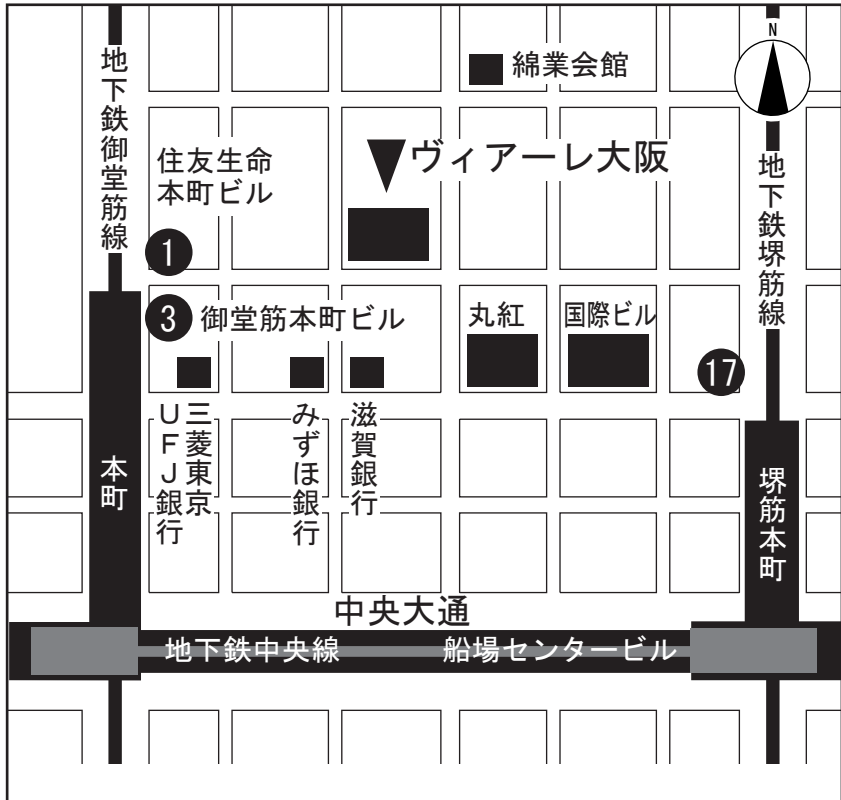 N
綿業会館
地下鉄御堂筋線
住友生命
本町ビル
ヴィアーレ大阪
地下鉄堺筋線
1
3
御堂筋本町ビル
丸紅
国際ビル
17
三菱東京
UFJ銀行
みずほ銀行
滋賀銀行
本町
堺筋本町
中央大通
地下鉄中央線
船場センタービル